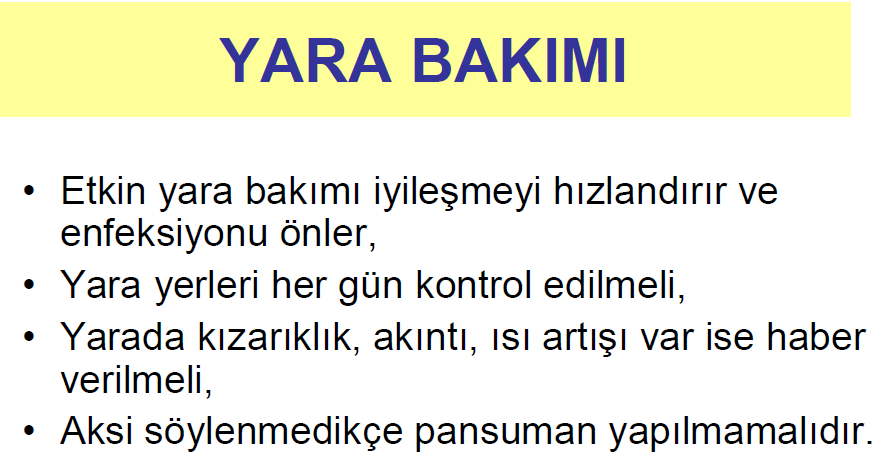 YARA BAKIMI
• Etkin yara bakımı iyileşmeyi hızlandırır ve
enfeksiyonu önler,
• Yara yerleri her gün kontrol edilmeli,
• Yarada kızarıklık, akıntı, ısı artışı var ise haber
verilmeli,
• Aksi söylenmedikçe pansuman yapılmamalıdır.